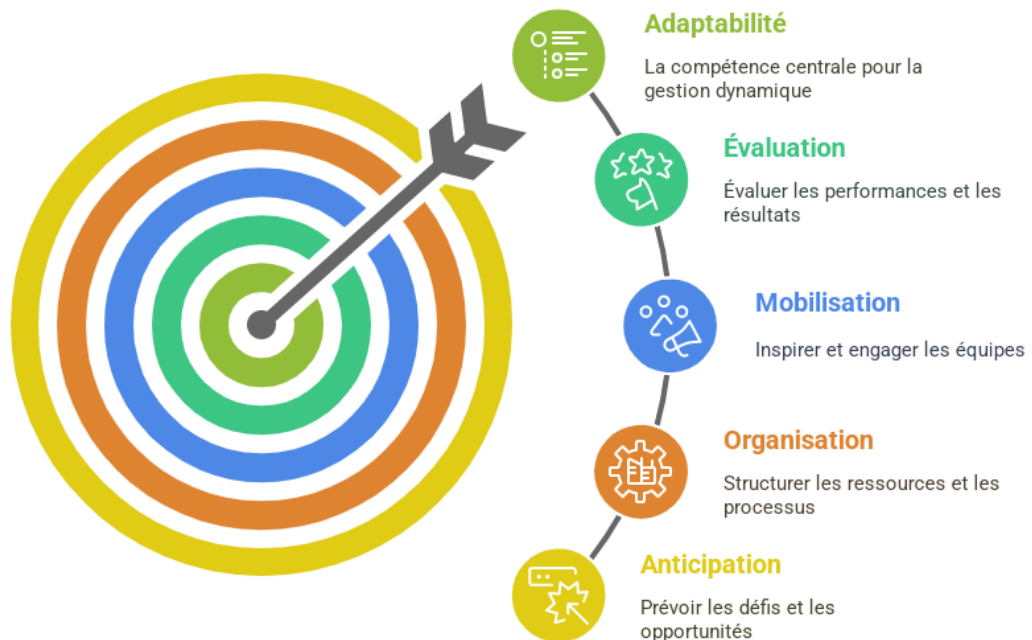 Adaptabilité
La compétence centrale pour la
gestion dynamique
Évaluation
Évaluer les performances et les
résultats
Mobilisation
Inspirer et engager les équipes
Organisation
Structurer les ressources et les
processus
Anticipation
Prévoir les défis et les
opportunités